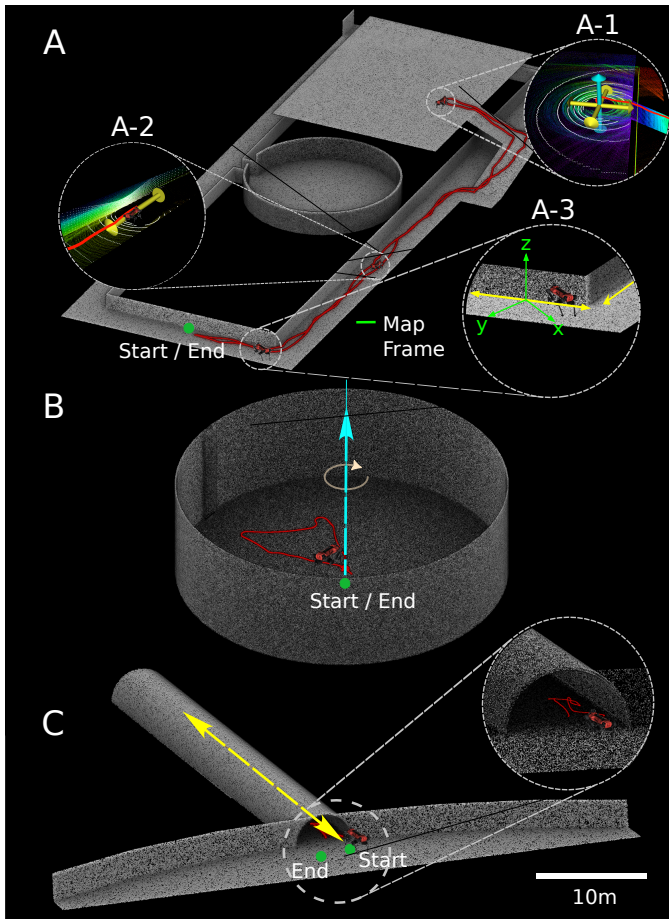 A
A-1
A-2
A-3
z
y
x
Map
Frame
Start / End
B
Start / End
C
Start
End
10m